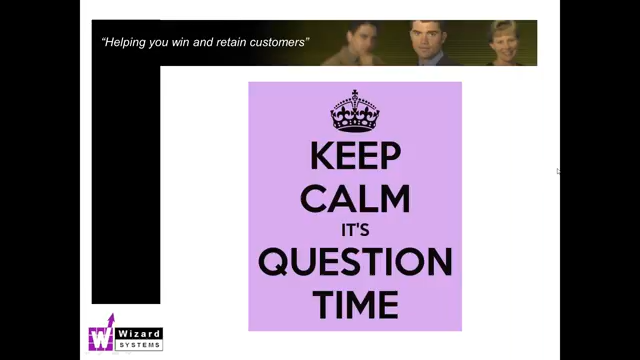 “Helping you win and retain customers”
KEEP
CALM
IT'S
QUESTION
TIME
W Wizard
SYSTEMS